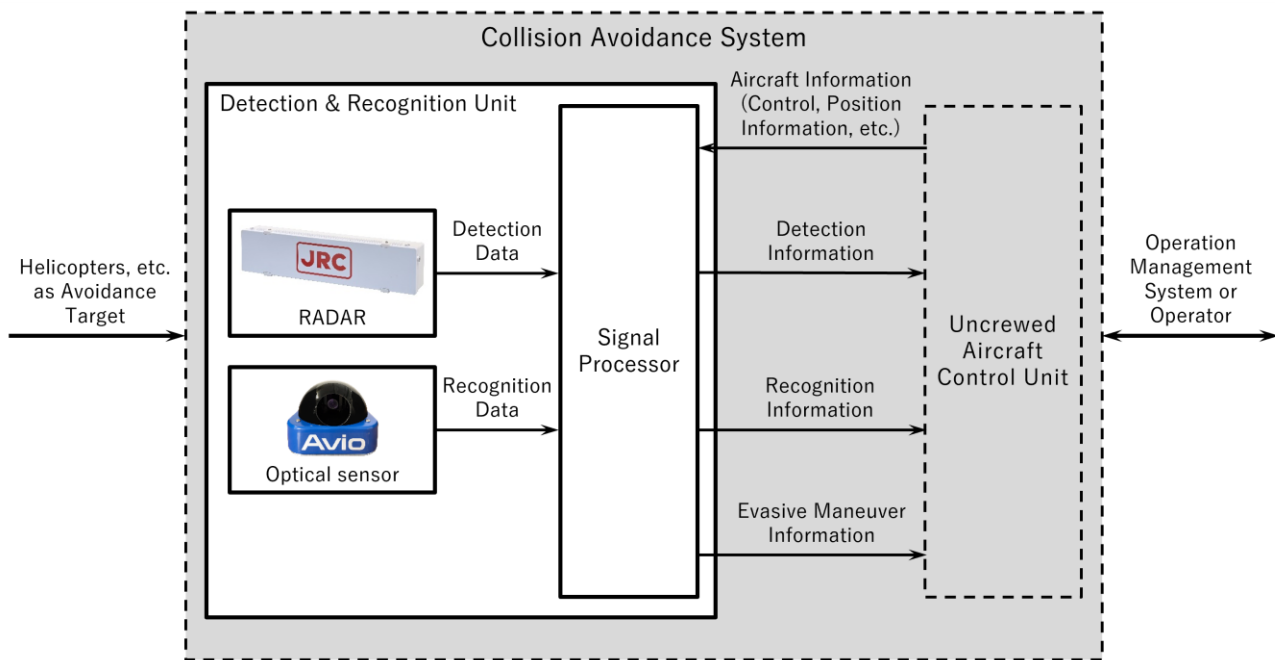 Collision Avoidance System
Detection & Recognition Unit
Aircraft Information
(Control, Position
Information, etc.)
JRC
RADAR
Detection
Data
Avio
Optical sensor
Recognition
Data
Signal
Processor
Detection
Information
Recognition
Information
Evasive Maneuver
Information
Uncrewed
Aircraft
Control Unit
Helicopters, etc.
as Avoidance
Target
Operation
Management
System or
Operator